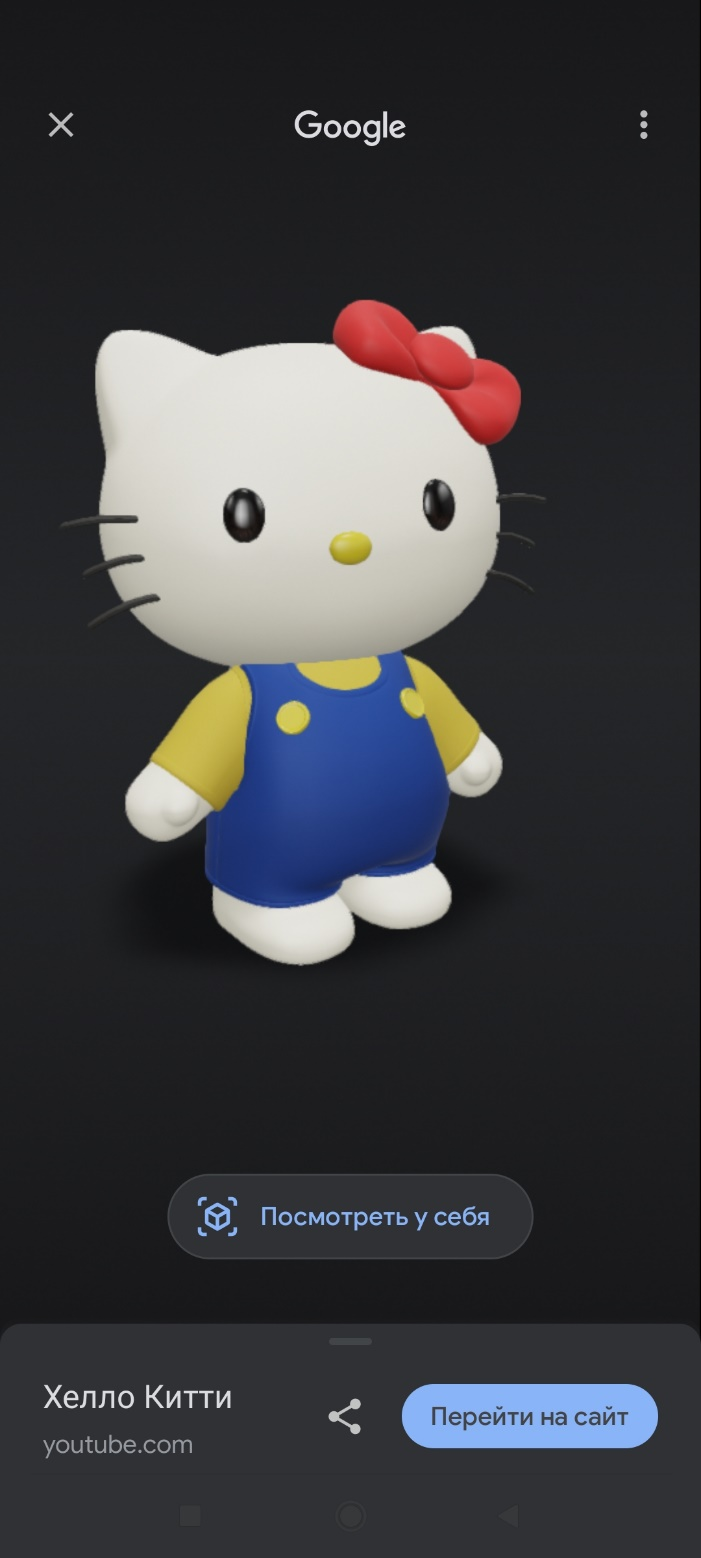 Google
Посмотреть у себя
Хелло Китти
youtube.com
Перейти на сайт